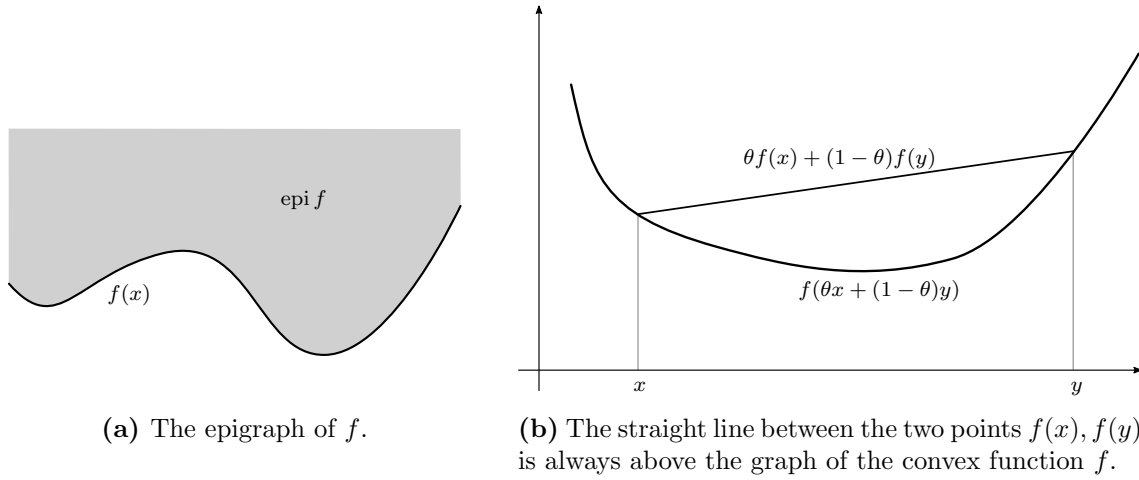 epi f
f(x)
(a) The epigraph of f.
θf(x) + (1 − θ)f(y)
f(θx + (1 − θ)y)
x
y
(b) The straight line between the two points f(x), f(y)
is always above the graph of the convex function f.